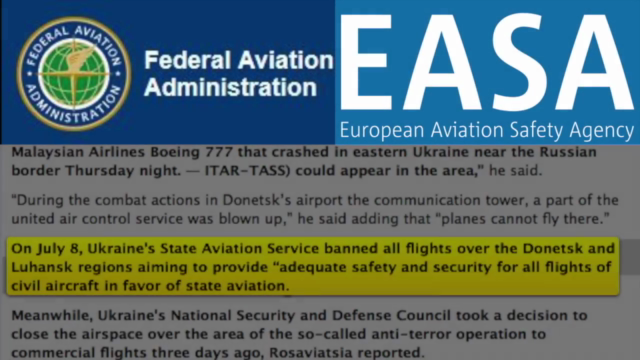 FEDERAL AVIATION
ADMINISTRATION
Federal Aviation
Administration
EASA
European Aviation Safety Agency
Malaysian Airlines Boeing 777 that crashed in eastern Ukraine near the Russian
border Thursday night. — ITAR-TASS) could appear in the area,” he said.
“During the combat actions in Donetsk's airport the communication tower, a part of the
united air control service was blown up,” he said adding that “planes cannot fly there.”
On July 8, Ukraine's State Aviation Service banned all flights over the Donetsk and
Luhansk regions aiming to provide “adequate safety and security for all flights of
civil aircraft in favor of state aviation.
Meanwhile, Ukraine's National Security and Defense Council took a decision to
close the airspace over the area of the so-called anti-terror operation to
commercial flights three days ago, Rosaviatsia reported.